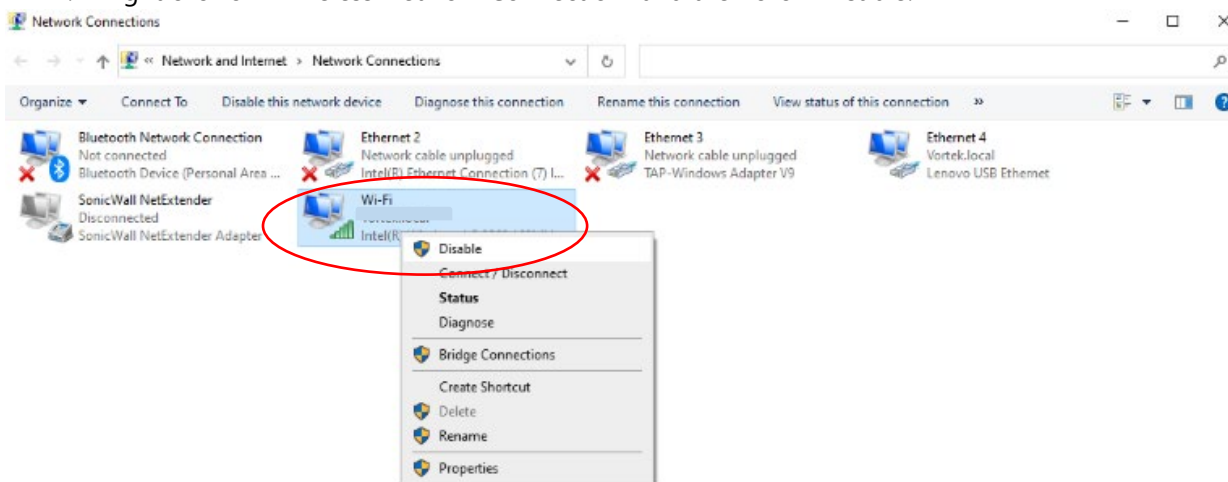 Network Connections
« Network and Internet > Network Connections
Organize Connect To Disable this network device Diagnose this connection Rename this connection View status of this connection »
Bluetooth Network Connection
Not connected
Bluetooth Device (Personal Area ...
Ethernet 2
Network cable unplugged
Intel(R) Ethernet Connection (7) I...
Ethernet 3
Network cable unplugged
TAP-Windows Adapter V9
Ethernet 4
Vortek.local
Lenovo USB Ethernet
SonicWall NetExtender
Disconnected
SonicWall NetExtender Adapter
Wi-Fi
Intel(R)
Disable
Connect / Disconnect
Status
Diagnose
Bridge Connections
Create Shortcut
Delete
Rename
Properties